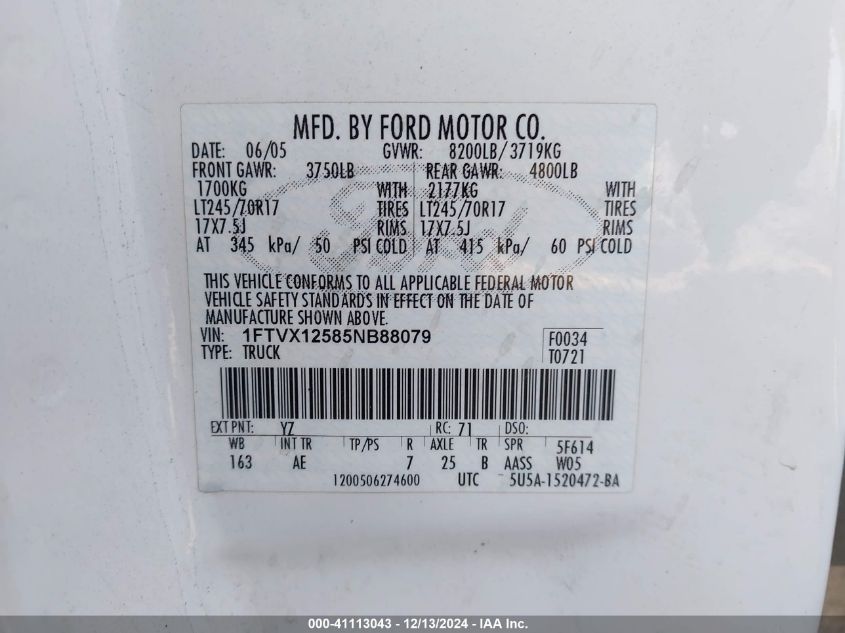 MFD. BY FORD MOTOR CO.
DATE: 06/05 GVWR: 8200LB/ 3719KG
FRONT GAWR: 3750LB REAR GAWR: 4800LB
1700KG WITH 2177KG WITH
LT245/70R17 TIRES LT245/70R17 TIRES
17X7.5J RIMS 17X7.5J RIMS
AT 345 kPa/ 50 PSI COLD AT 415 kPa/ 60 PSI COLD
THIS VEHICLE CONFORMS TO ALL APPLICABLE FEDERAL MOTOR
VEHICLE SAFETY STANDARDS IN EFFECT ON THE DATE OF
MANUFACTURE SHOWN ABOVE.
VIN: 1FTVX12585NB88079 F0034
TYPE: TRUCK T0721
EXT PNT: YZ RC: 71 DSO:
WB INT TR TP/PS R AXLE TR SPR 5F614
163 AE 7 25 B AASS W05
1200506274600 UTC 5U5A-1520472-BA
000-41113043 - 12/13/2024 - IAA Inc.